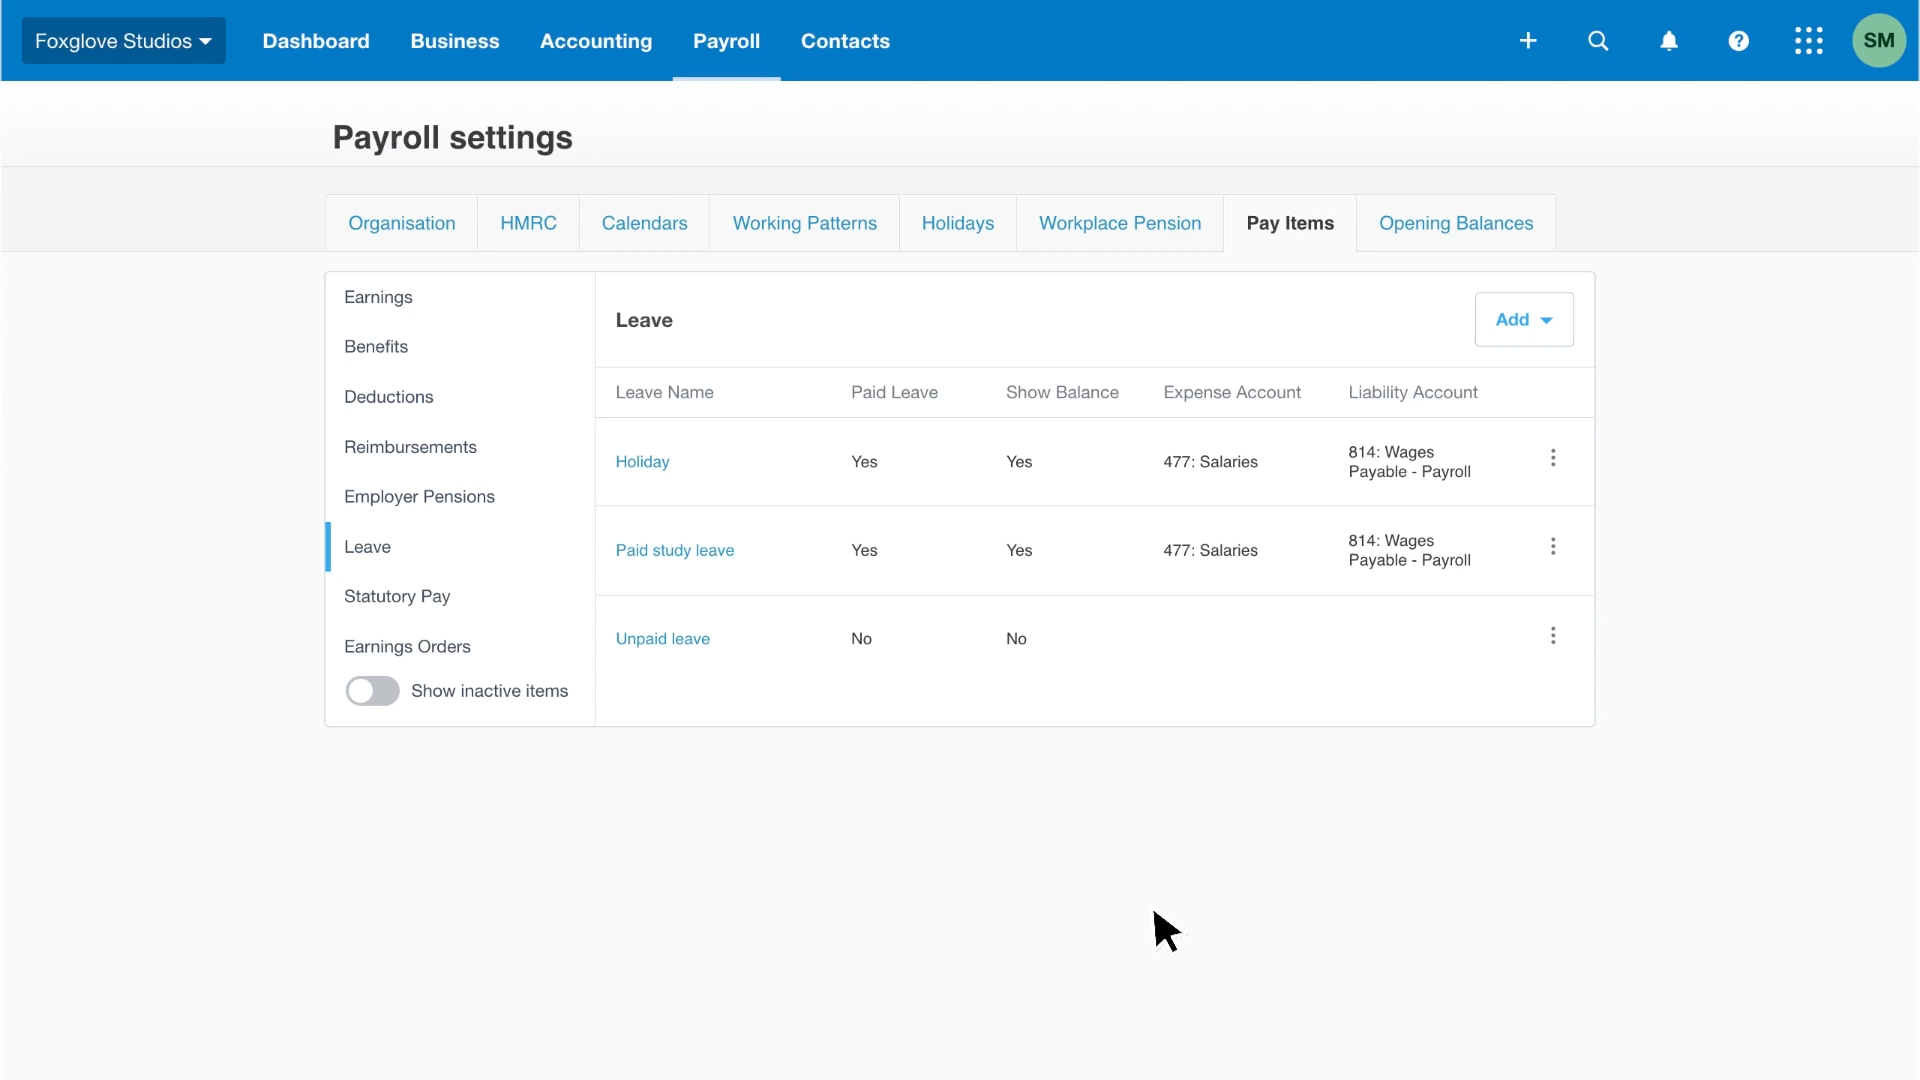 Foxglove Studios
Dashboard
Business
Accounting
Payroll
Contacts
SM
Payroll settings
Organisation
HMRC
Calendars
Working Patterns
Holidays
Workplace Pension
Pay Items
Opening Balances
Earnings
Benefits
Deductions
Reimbursements
Employer Pensions
Leave
Statutory Pay
Earnings Orders
Show inactive items
Leave
Add
Leave Name Paid Leave Show Balance Expense Account Liability Account
Holiday Yes Yes 477: Salaries 814: Wages
Payable - Payroll
Paid study leave Yes Yes 477: Salaries 814: Wages
Payable - Payroll
Unpaid leave No No